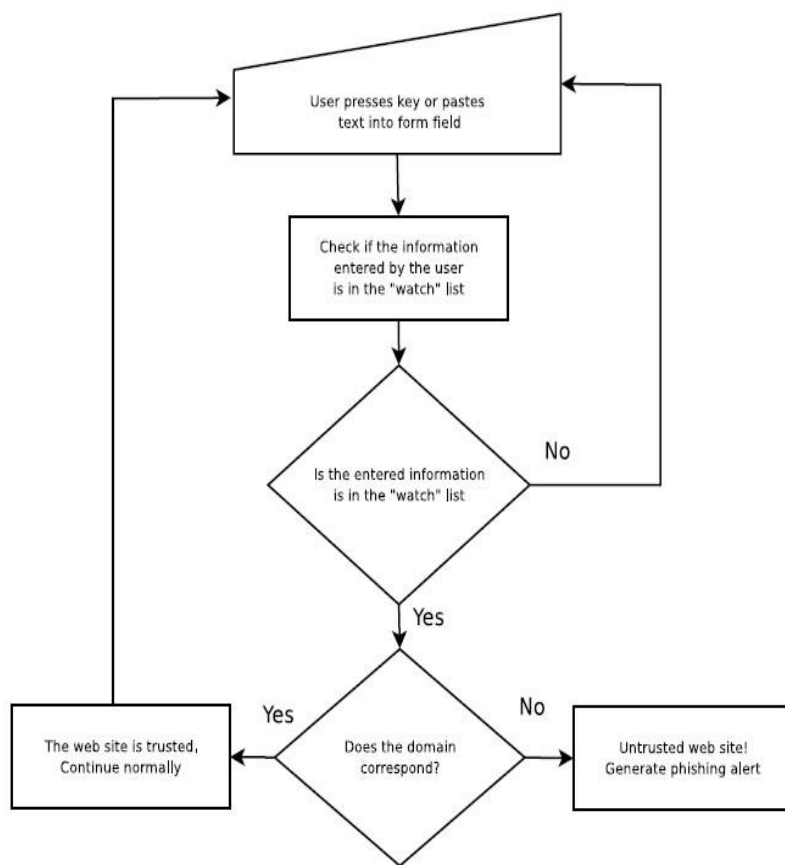 User presses key or pastes
text into form field
Check if the information
entered by the user
is in the "watch" list
Is the entered information
is in the "watch" list
No
Yes
Does the domain
correspond?
Yes
No
The web site is trusted,
Continue normally
Untrusted web site!
Generate phishing alert